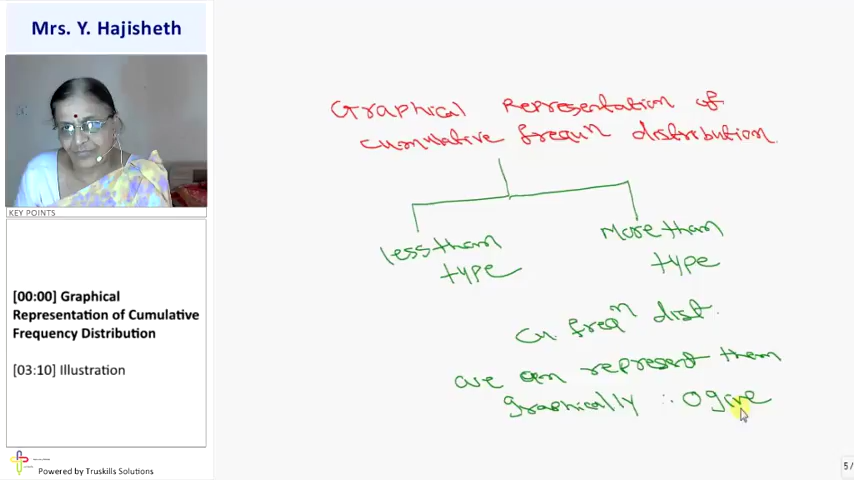 Mrs. Y. Hajisheth
Graphical Representation of
cumulative frequⁿ distribution.
less than
type
More than
type
cu. freqⁿ dist.
we can represent them
graphically : Ogive
KEY POINTS
[00:00] Graphical
Representation of Cumulative
Frequency Distribution
[03:10] Illustration
Powered by Truskills Solutions
5/